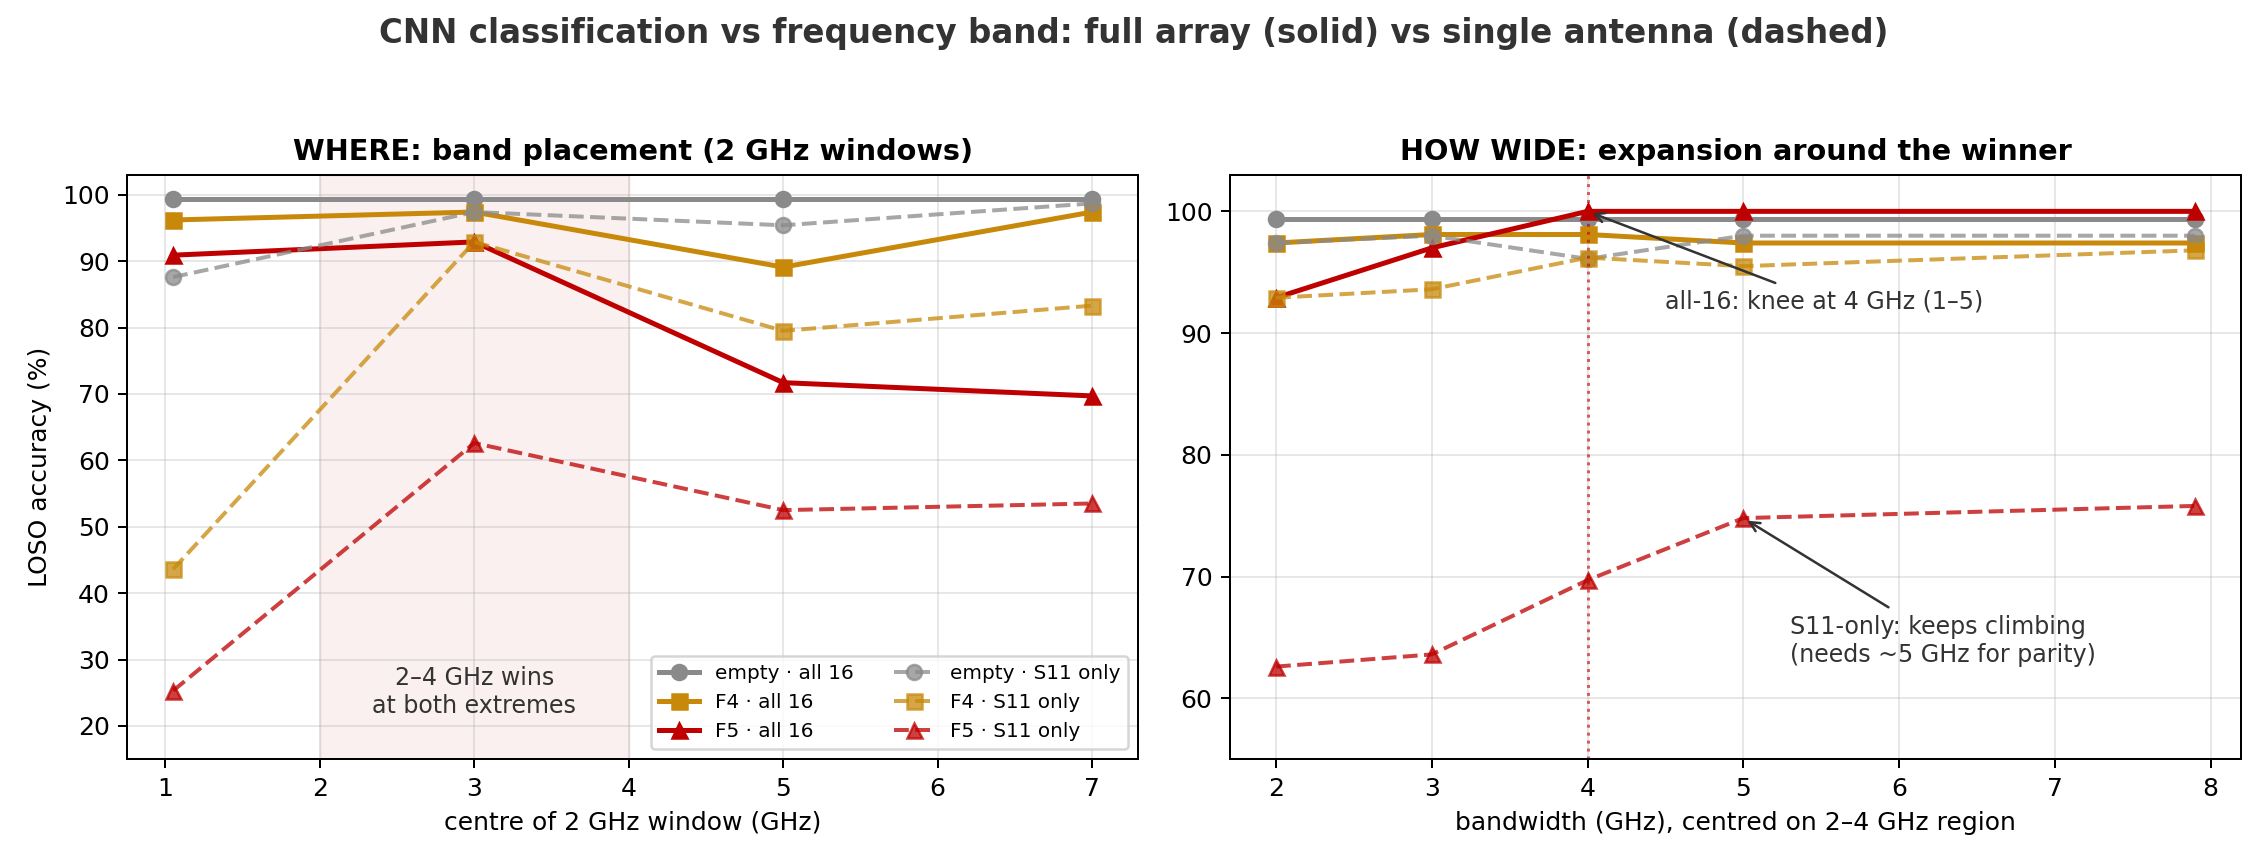 CNN classification vs frequency band: full array (solid) vs single antenna (dashed)
WHERE: band placement (2 GHz windows)
LOSO accuracy (%)
100
90
80
70
60
50
40
30
20
2–4 GHz wins
at both extremes
empty · all 16
F4 · all 16
F5 · all 16
empty · S11 only
F4 · S11 only
F5 · S11 only
1 2 3 4 5 6 7
centre of 2 GHz window (GHz)
HOW WIDE: expansion around the winner
100
90
80
70
60
all-16: knee at 4 GHz (1–5)
S11-only: keeps climbing
(needs ~5 GHz for parity)
2 3 4 5 6 7 8
bandwidth (GHz), centred on 2–4 GHz region